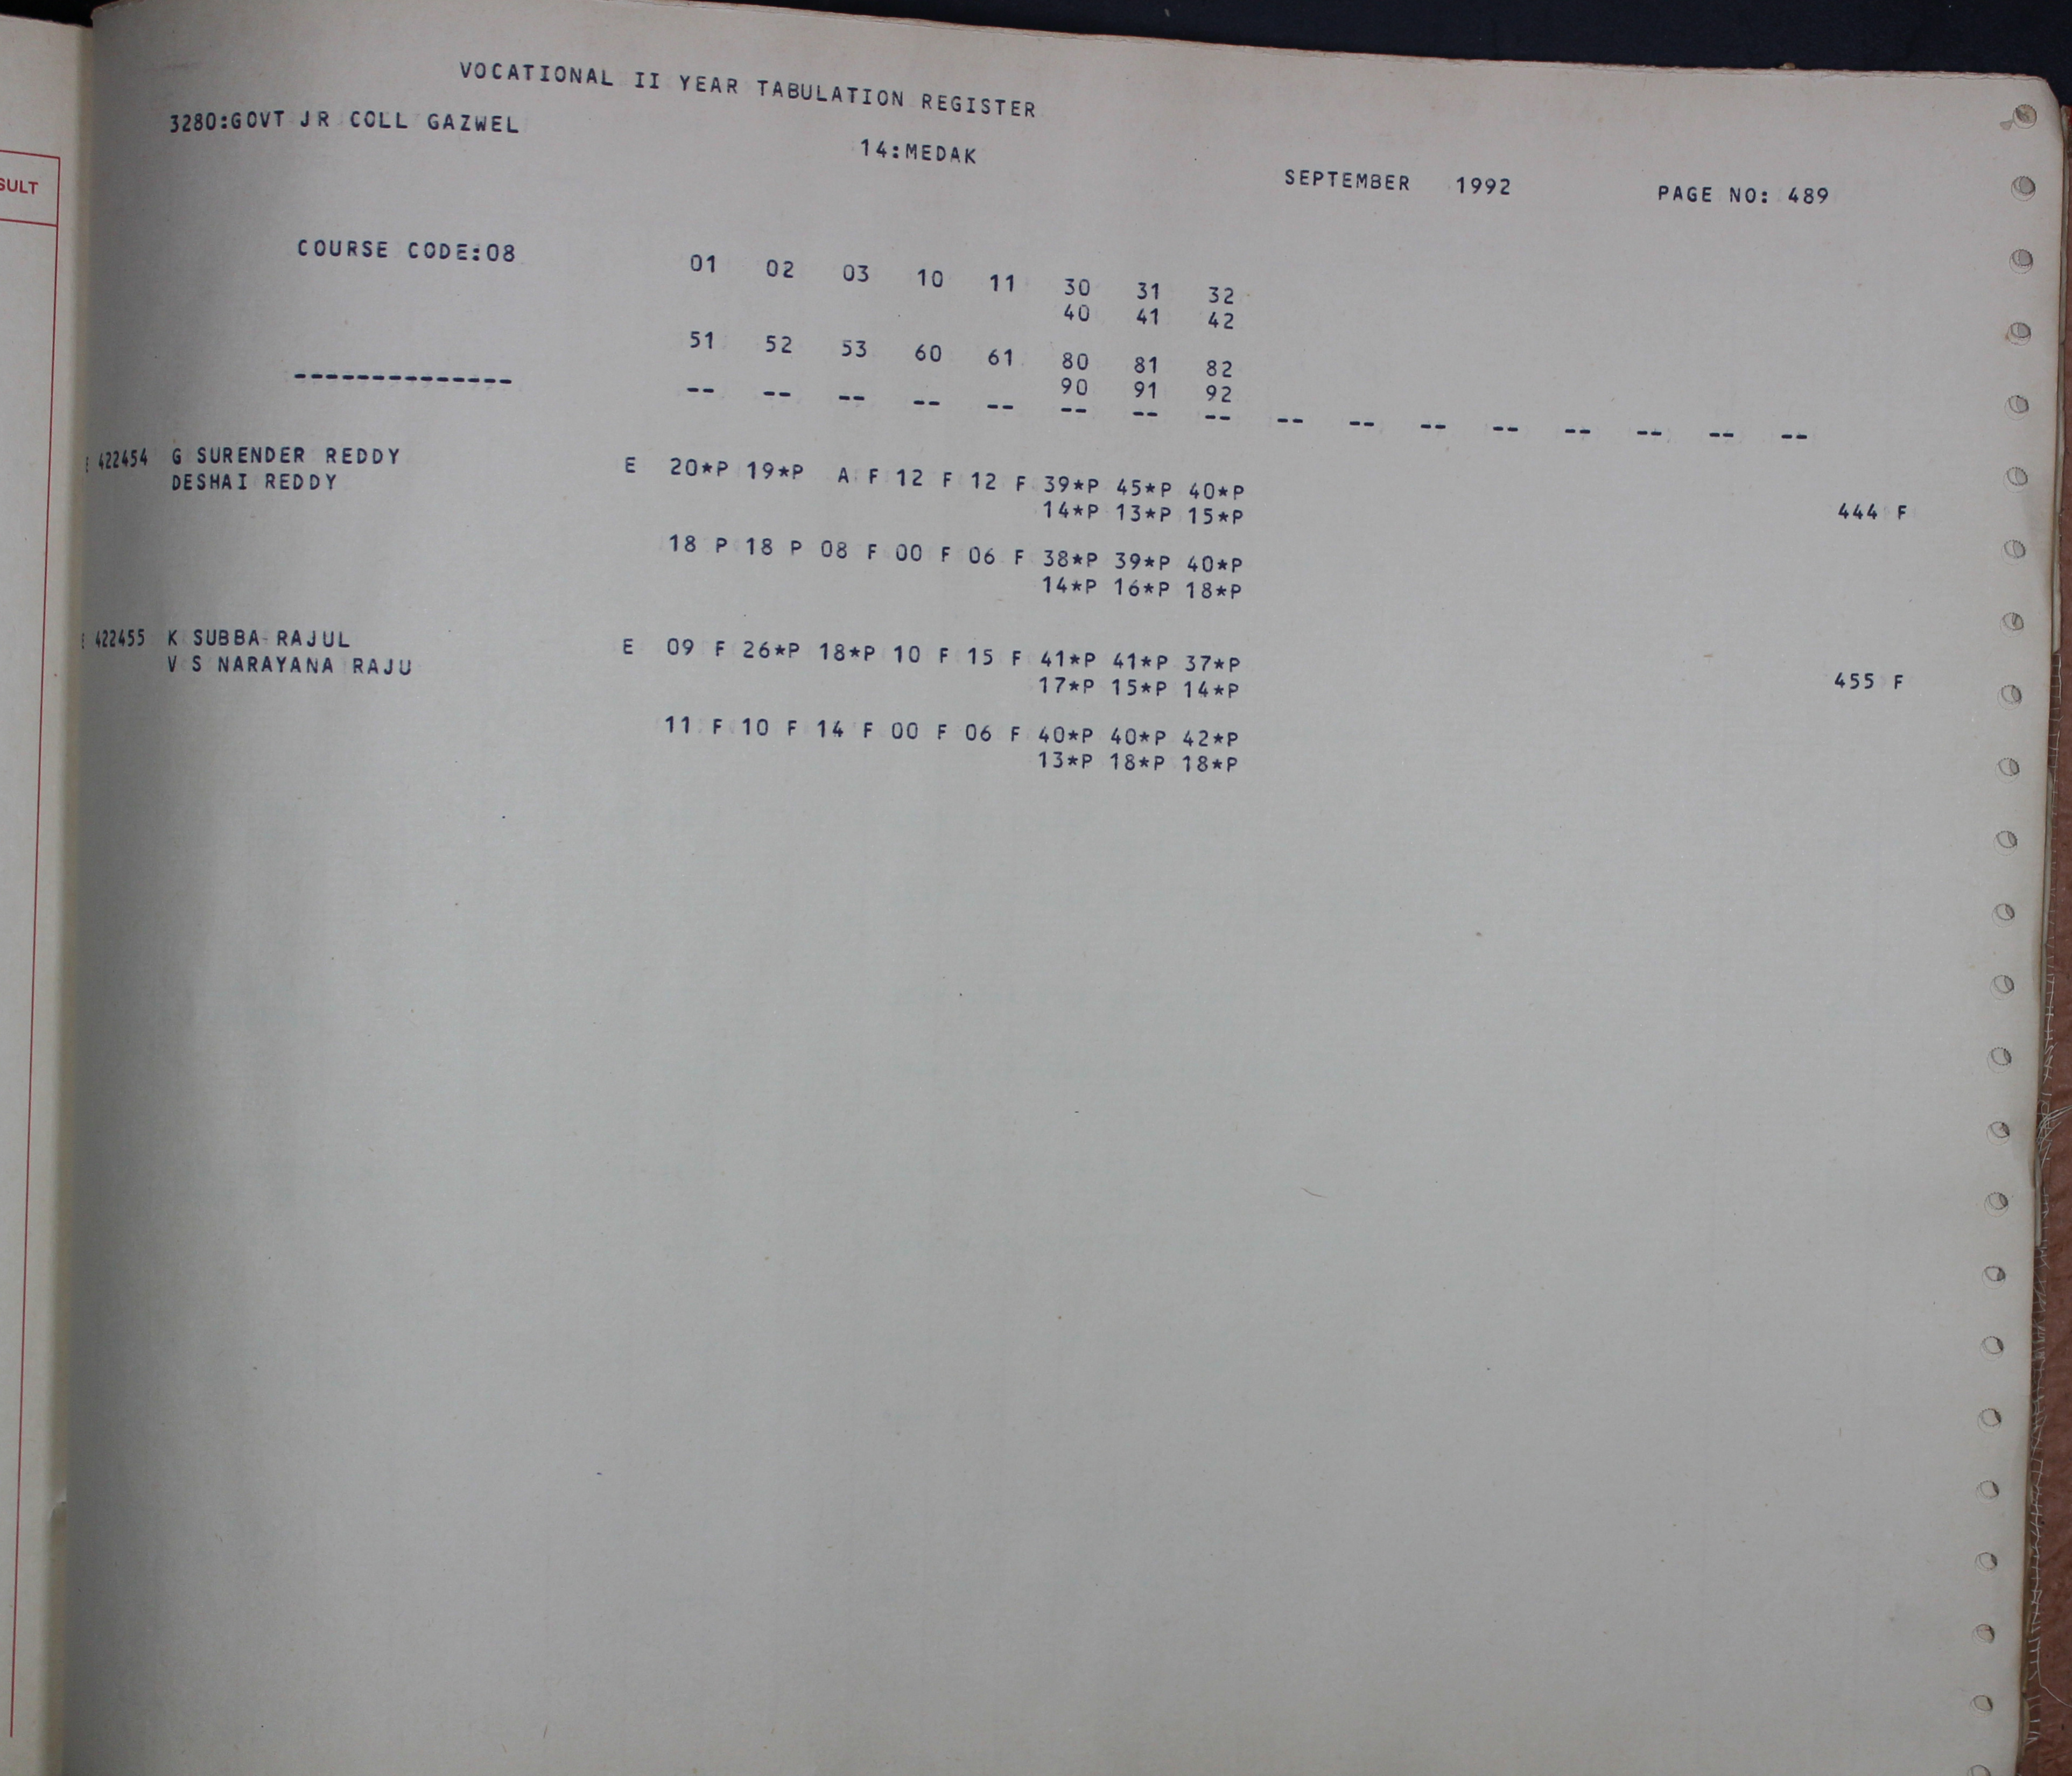 SULT
VOCATIONAL II YEAR TABULATION REGISTER
3280:GOVT JR COLL GAZWEL
14:MEDAK
SEPTEMBER 1992 PAGE NO: 489
COURSE CODE:08 01 02 03 10 11 30 31 32
40 41 42
51 52 53 60 61 80 81 82
90 91 92
-------------- -- -- -- -- -- -- -- -- -- -- -- -- -- -- -- --
422454 G SURENDER REDDY E 20*P 19*P A F 12 F 12 F 39*P 45*P 40*P
DESHAI REDDY 14*P 13*P 15*P 444 F
18 P 18 P 08 F 00 F 06 F 38*P 39*P 40*P
14*P 16*P 18*P
422455 K SUBBA RAJUL E 09 F 26*P 18*P 10 F 15 F 41*P 41*P 37*P
V S NARAYANA RAJU 17*P 15*P 14*P 455 F
11 F 10 F 14 F 00 F 06 F 40*P 40*P 42*P
13*P 18*P 18*P